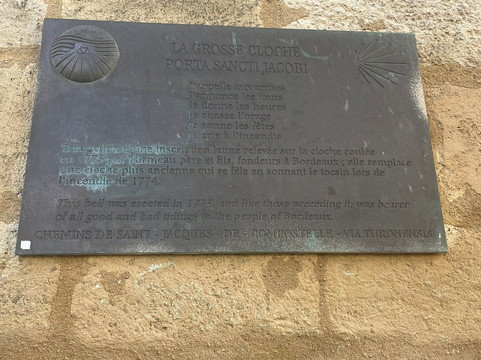 LA GROSSE CLOCHE
PORTA SANCTI JACOBI
J'appelle aux armes
J'annonce les jours
Je donne les heures
Je chasse l'orage
Je sonne les fêtes
Je crie à l'incendie
Traduction d'une inscription latine relevée sur la cloche coulée
en 1775 par Turmeau père et fils, fondeurs à Bordeaux ; elle remplace
une cloche plus ancienne qui se fêle en sonnant le tocsin lors de
l'incendie de 1774.
This bell was erected in 1775, and like those preceding it, was bearer
of all good and bad tidings to the people of Bordeaux.
CHEMINS DE SAINT - JACQUES - DE - COMPOSTELLE - VIA TURONENSIS